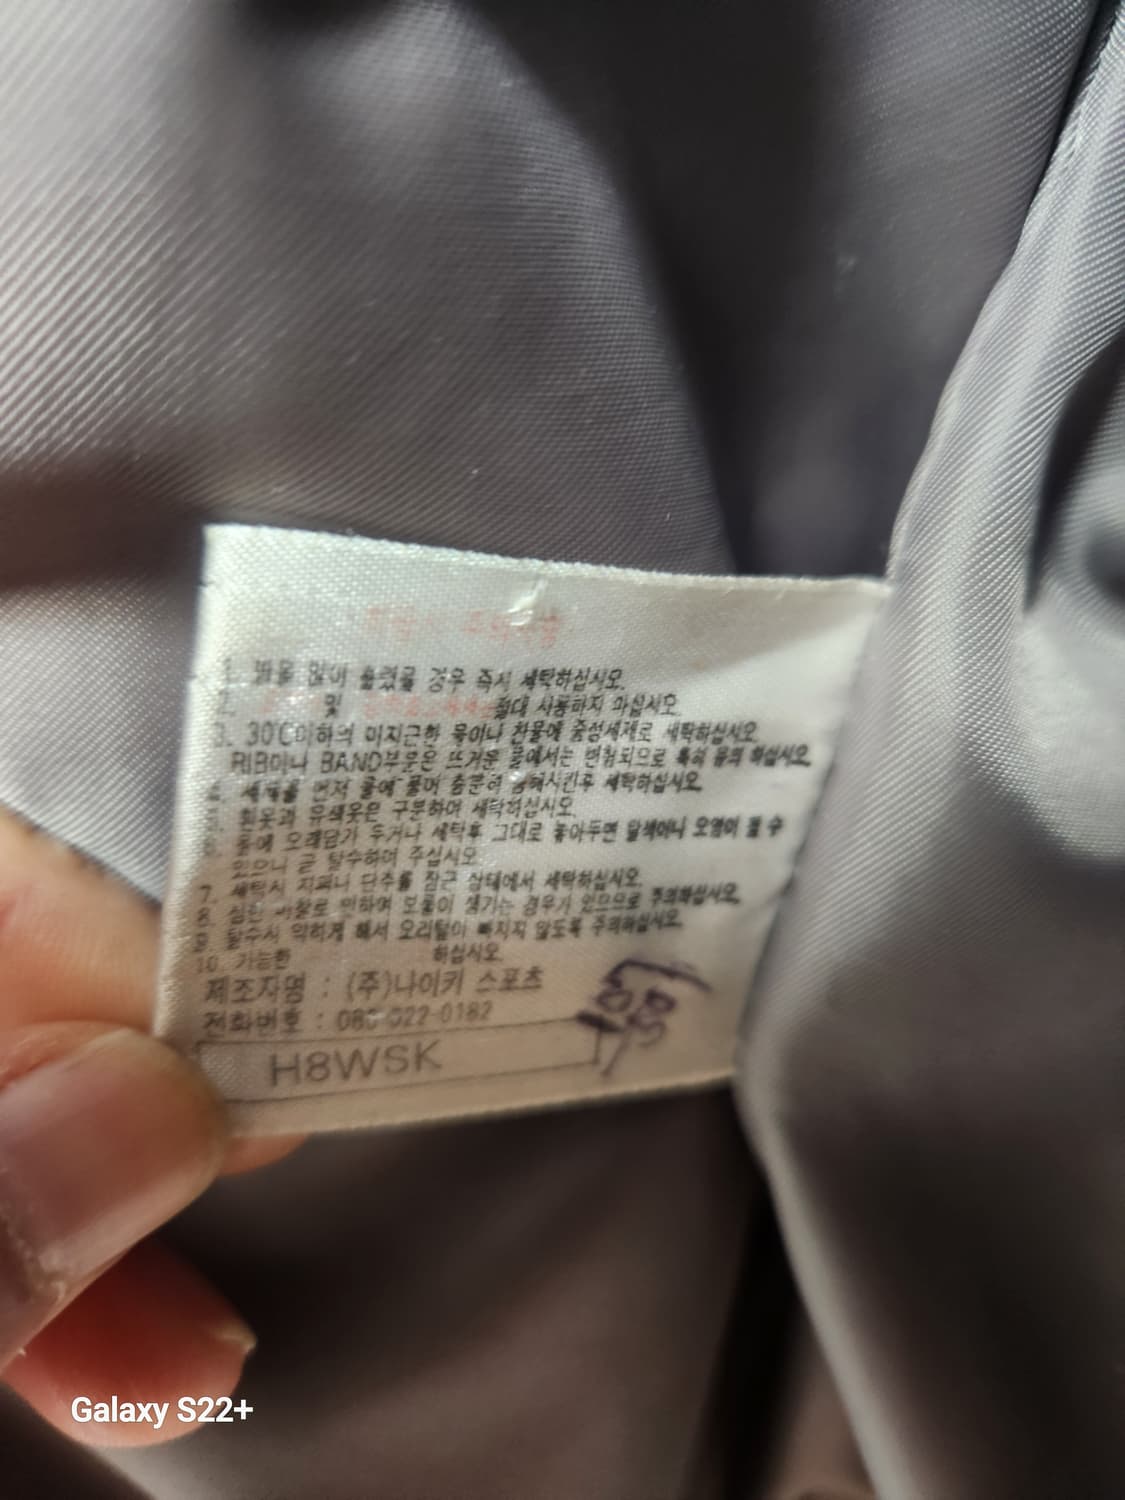 취급시 주의사항
1. 땀을 많이 흘렸을 경우 즉시 세탁하십시오.
2. 및 절대 사용하지 마십시오.
3. 30℃이하의 미지근한 물이나 찬물에 중성세제로 세탁하십시오.
RIB이나 BAND부분은 뜨거운 물에서는 변형되므로 특히 하십시오.
4. 세제를 먼저 물에 풀어 충분히 용해시킨후 세탁하십시오.
5. 흰옷과 유색옷은 구분하여 세탁하십시오.
6. 물에 오래담가 두거나 세탁후 그대로 놓아두면 탈색이나 오염이 될 수
있으니 곧 탈수하여 주십시오.
7. 세탁시 지퍼나 단추를 잠근 상태에서 세탁하십시오.
8. 심한 마찰로 인하여 보풀이 생기는 경우가 있으므로 주의하십시오.
9. 탈수시 약하게 해서 오리털이 빠지지 않도록 주의하십시오.
10. 가능한 하십시오.
제조자명 : (주)나이키 스포츠
전화번호 : 080-022-0182
H8WSK